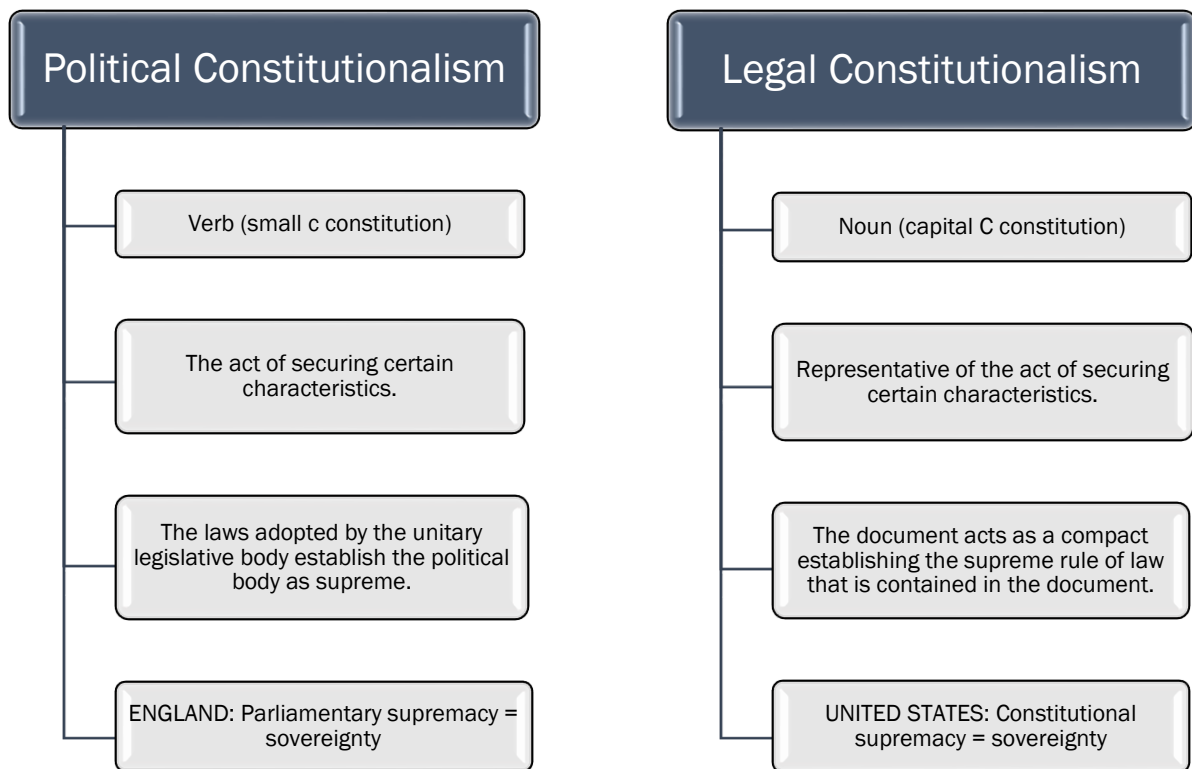 Political Constitutionalism
Verb (small c constitution)
The act of securing certain
characteristics.
The laws adopted by the unitary
legislative body establish the political
body as supreme.
ENGLAND: Parliamentary supremacy =
sovereignty
Legal Constitutionalism
Noun (capital C constitution)
Representative of the act of securing
certain characteristics.
The document acts as a compact
establishing the supreme rule of law
that is contained in the document.
UNITED STATES: Constitutional
supremacy = sovereignty